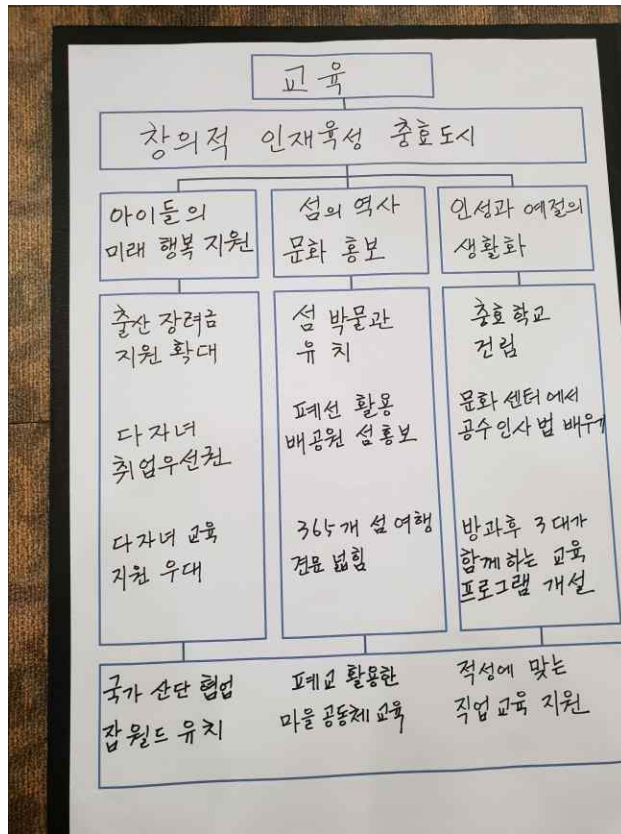 교육
창의적 인재육성 충효도시
아이들의
미래 행복 지원
섬의 역사
문화 홍보
인성과 예절의
생활화
출산 장려금
지원 확대
다자녀
취업우선권
다자녀 교육
지원 우대
섬 박물관
유치
폐선 활용
배공원 섬홍보
365개 섬 여행
견문 넓힘
충효학교
건립
문화 센터에서
공수인사법 배우기
방과후 3대가
함께하는 교육
프로그램 개설
국가 산단 협업
잡월드 유치
폐교 활용한
마을공동체 교육
적성에 맞는
직업 교육 지원